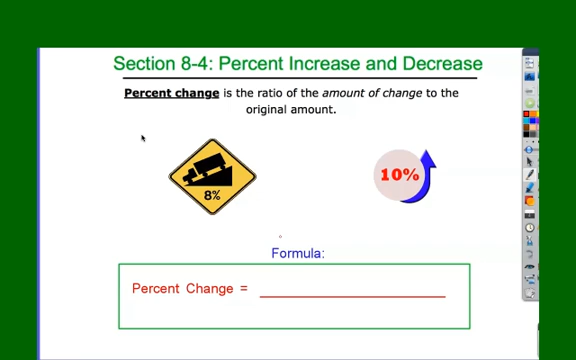 Section 8-4: Percent Increase and Decrease
Percent change is the ratio of the amount of change to the
original amount.
8%
10%
Formula:
Percent Change =